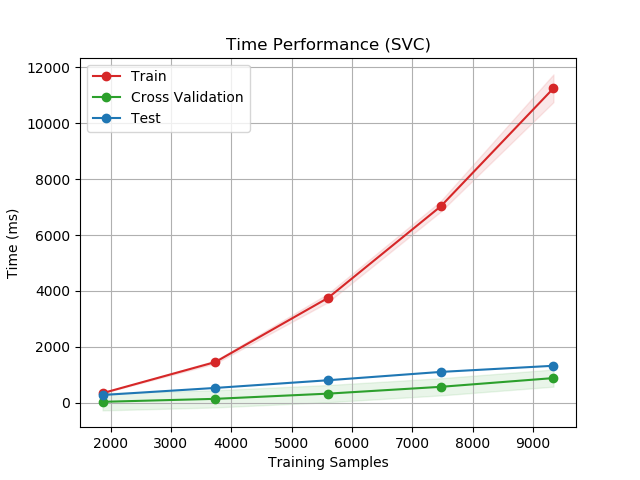 Time Performance (SVC)
12000
10000
8000
6000
4000
2000
0
Time (ms)
Train
Cross Validation
Test
2000 3000 4000 5000 6000 7000 8000 9000
Training Samples